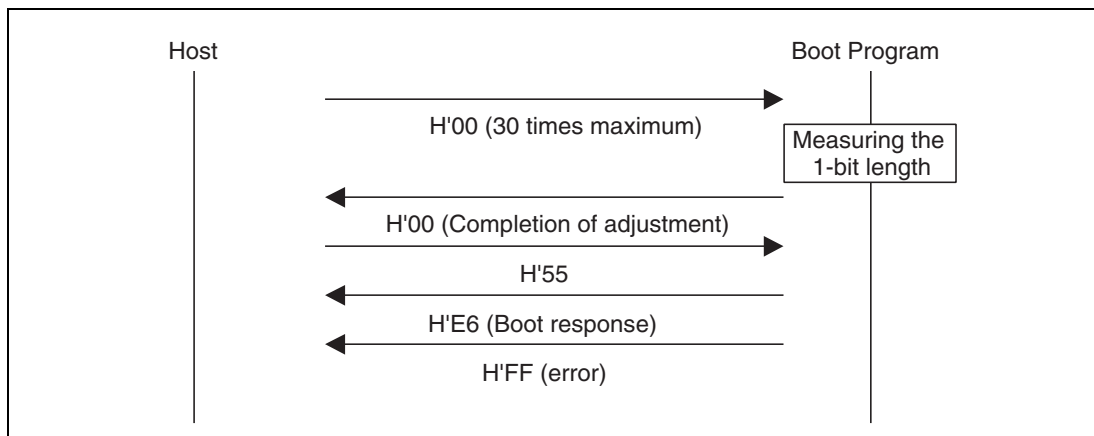 Host
Boot Program
H'00 (30 times maximum)
Measuring the
1-bit length
H'00 (Completion of adjustment)
H'55
H'E6 (Boot response)
H'FF (error)